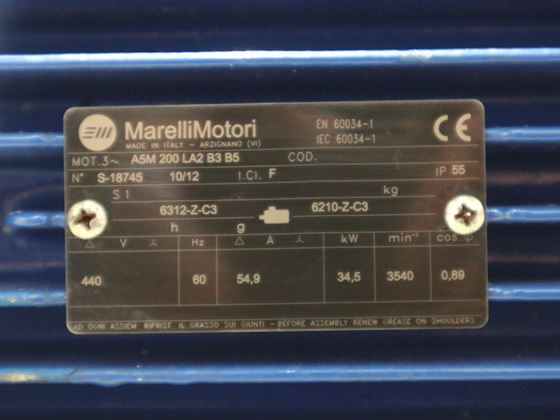 MarelliMotori
MADE IN ITALY - ARZIGNANO (VI)
EN 60034-1
IEC 60034-1
CE
MOT. 3~ A5M 200 LA2 B3 B5 COD.
N° S-18745 10/12 I.CL. F IP 55
S1 kg
6312-Z-C3 6210-Z-C3
h g
△ V 人 Hz △ A 人 kW min⁻¹ cos.φ
440 60 54,9 34,5 3540 0,89
AD OGNI ASSIEM. RIPRIST. IL GRASSO SUI GIUNTI - BEFORE ASSEMBLY RENEW GREASE ON SHOULDERS